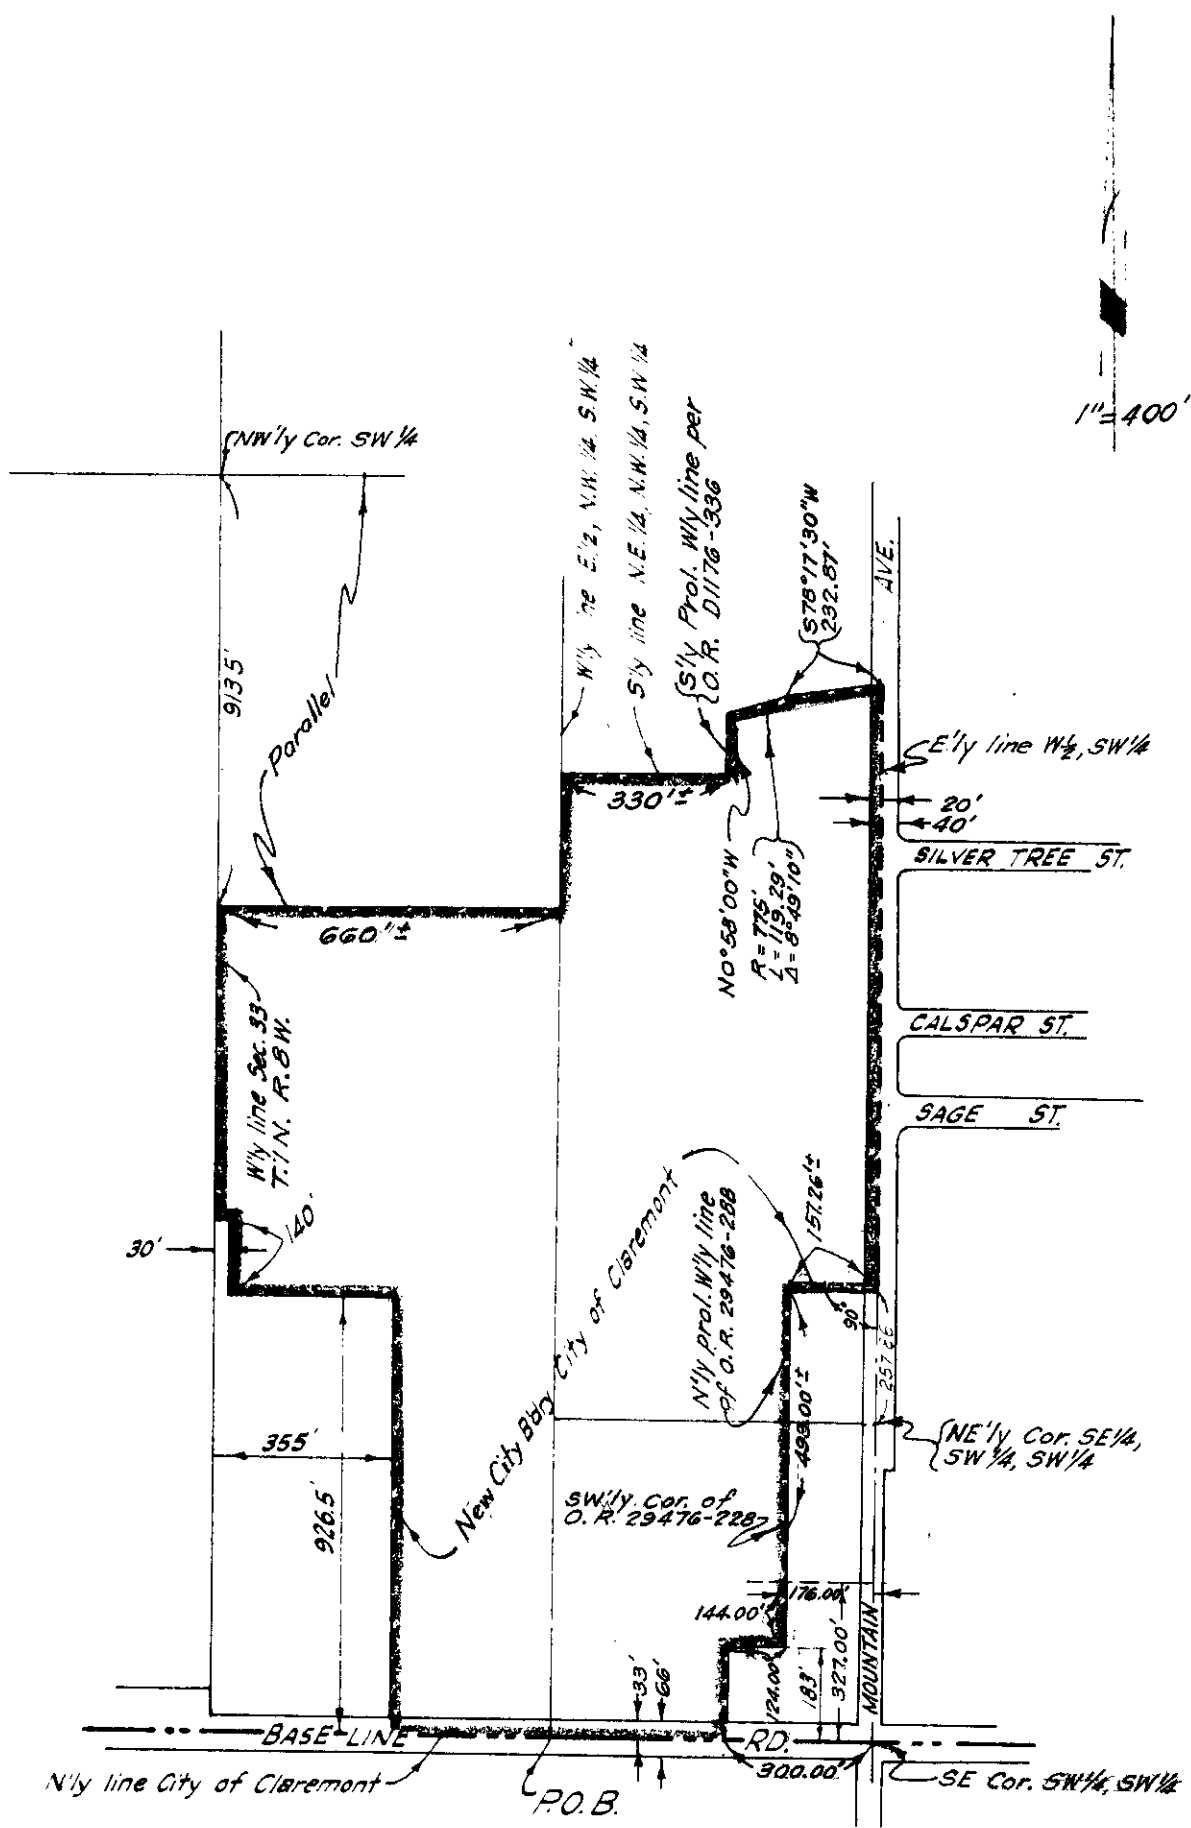 1"=400'
NW'ly Cor. SW 1/4
W'ly ne E.1/2, N.W. 1/4, S.W. 1/4
S'ly line N.E. 1/4, N.W. 1/4, S.W. 1/4
S'ly Prol. W'ly line per
O.R. D1176-336
S78°17'30"W
232.87'
AVE.
913.5'
Parallel
E'ly line W1/2, SW1/4
330'±
20'
40'
SILVER TREE ST.
660'±
N0°58'00"W
R=775'
L=119.29'
Δ=8°49'10"
W'ly line Sec. 33
T.1 N. R.8 W.
CALSPAR ST.
SAGE ST.
140'
30'
New City Bdry City of Claremont
N'ly prol. W'ly line
of O.R. 29476-288
157.26'±
90°
257.66
355'
926.5'
493.00'±
NE'ly Cor. SE 1/4,
SW 1/4, SW 1/4
SW'ly Cor. of
O.R. 29476-228
176.00'
144.00'
124.00'
183'
327.00'
MOUNTAIN
33'
66'
BASE-LINE RD.
300.00'
N'ly line City of Claremont
P.O.B.
SE Cor. SW 1/4, SW 1/4